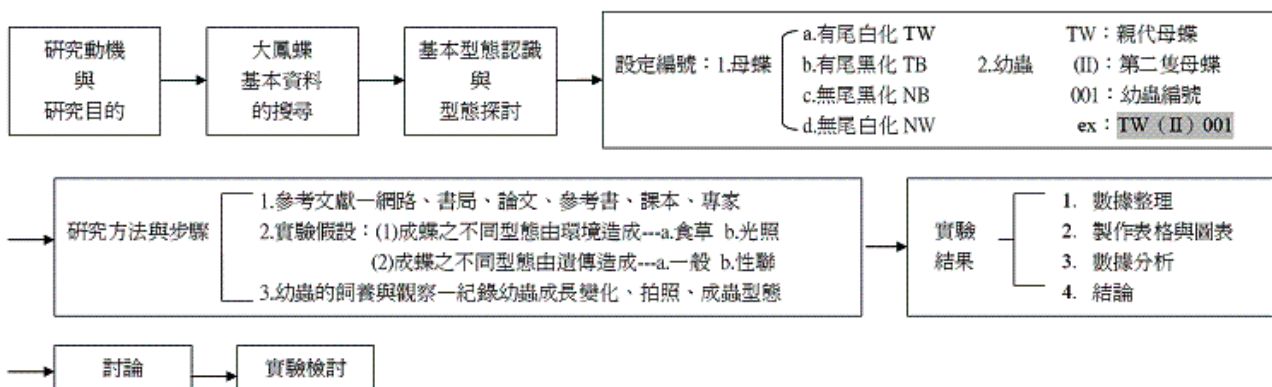 研究動機
與
研究目的
大鳳蝶
基本資料
的搜尋
基本型態認識
與
型態探討
設定編號：1.母蝶
a.有尾白化 TW
b.有尾黑化 TB
c.無尾黑化 NB
d.無尾白化 NW
2.幼蟲
TW：親代母蝶
(II)：第二隻母蝶
001：幼蟲編號
ex：TW（II）001
研究方法與步驟
1.參考文獻—網路、書局、論文、參考書、課本、專家
2.實驗假設：(1)成蝶之不同型態由環境造成---a.食草 b.光照
(2)成蝶之不同型態由遺傳造成---a.一般 b.性聯
3.幼蟲的飼養與觀察—紀錄幼蟲成長變化、拍照、成蟲型態
實驗
結果
1. 數據整理
2. 製作表格與圖表
3. 數據分析
4. 結論
討論
實驗檢討